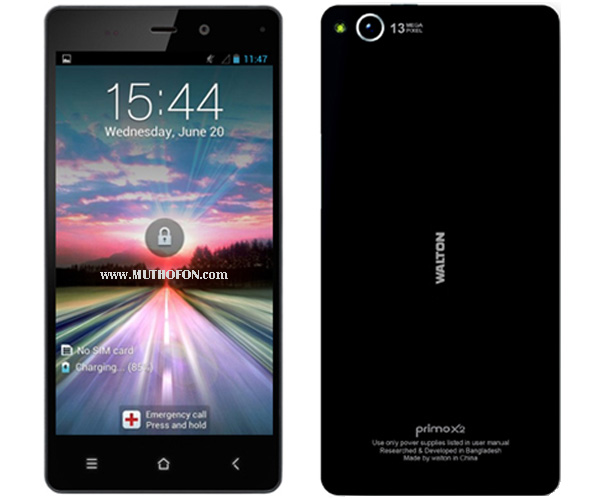 11:47
15:44
Wednesday, June 20
www.MUTHOFON.com
No SIM card
Charging... (85%)
Emergency call
Press and hold
13 MEGA
PIXEL
WALTON
primo X2
Use only power supplies listed in user manual
Researched & Developed in Bangladesh
Made by walton in China